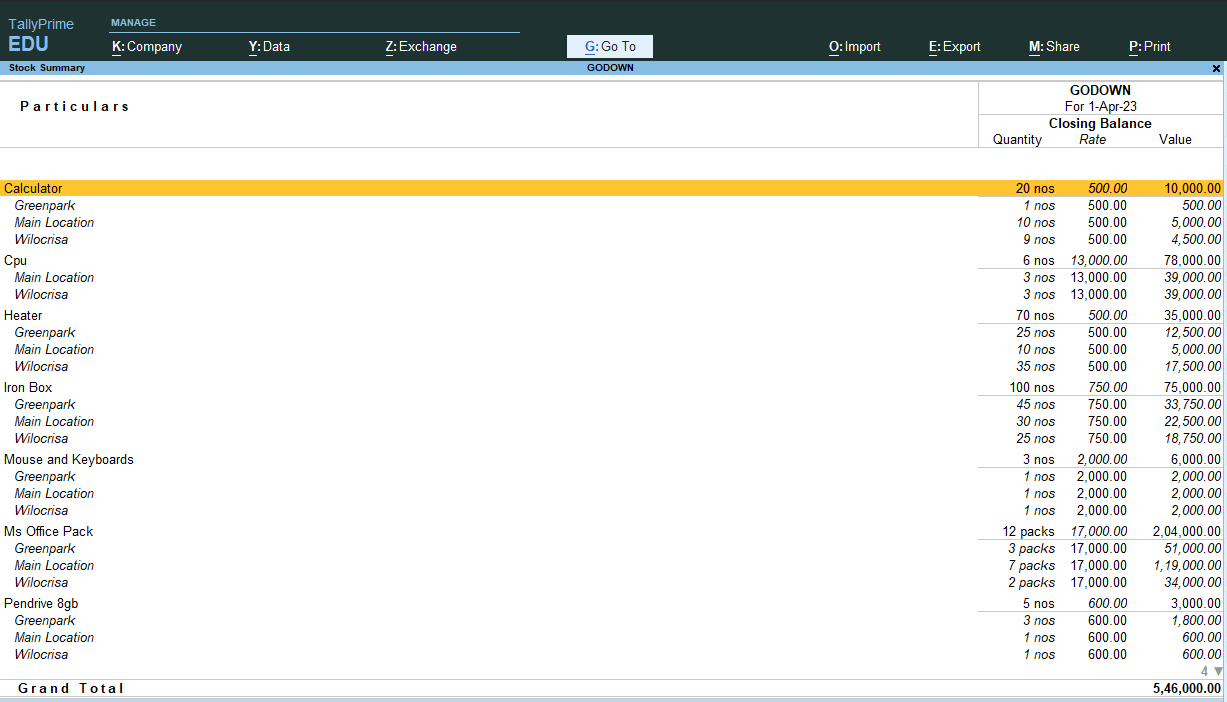 TallyPrime MANAGE
EDU K: Company Y: Data Z: Exchange G: Go To O: Import E: Export M: Share P: Print
Stock Summary GODOWN ×
Particulars
GODOWN
For 1-Apr-23
Closing Balance
Quantity Rate Value
Calculator 20 nos 500.00 10,000.00
Greenpark 1 nos 500.00 500.00
Main Location 10 nos 500.00 5,000.00
Wilocrisa 9 nos 500.00 4,500.00
Cpu 6 nos 13,000.00 78,000.00
Main Location 3 nos 13,000.00 39,000.00
Wilocrisa 3 nos 13,000.00 39,000.00
Heater 70 nos 500.00 35,000.00
Greenpark 25 nos 500.00 12,500.00
Main Location 10 nos 500.00 5,000.00
Wilocrisa 35 nos 500.00 17,500.00
Iron Box 100 nos 750.00 75,000.00
Greenpark 45 nos 750.00 33,750.00
Main Location 30 nos 750.00 22,500.00
Wilocrisa 25 nos 750.00 18,750.00
Mouse and Keyboards 3 nos 2,000.00 6,000.00
Greenpark 1 nos 2,000.00 2,000.00
Main Location 1 nos 2,000.00 2,000.00
Wilocrisa 1 nos 2,000.00 2,000.00
Ms Office Pack 12 packs 17,000.00 2,04,000.00
Greenpark 3 packs 17,000.00 51,000.00
Main Location 7 packs 17,000.00 1,19,000.00
Wilocrisa 2 packs 17,000.00 34,000.00
Pendrive 8gb 5 nos 600.00 3,000.00
Greenpark 3 nos 600.00 1,800.00
Main Location 1 nos 600.00 600.00
Wilocrisa 1 nos 600.00 600.00
4 ▼
Grand Total 5,46,000.00